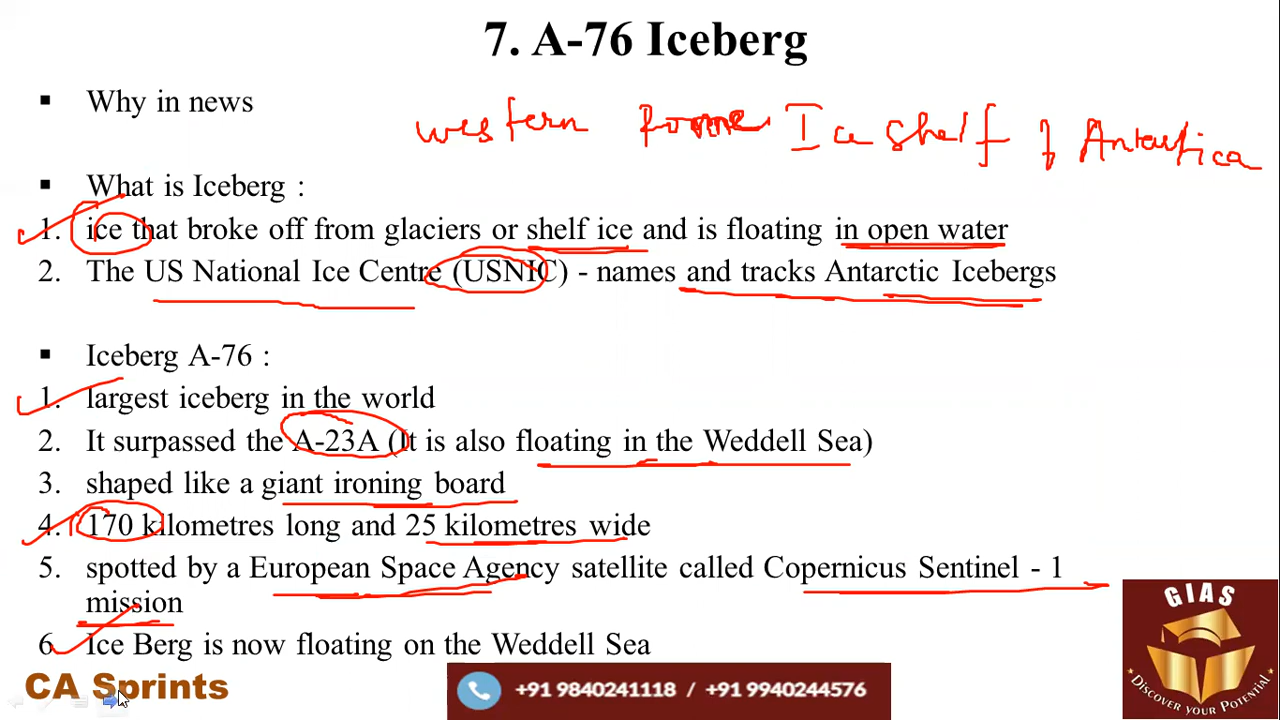 7. A-76 Iceberg
▪ Why in news
western Ice shelf of Antartica
▪ What is Iceberg :
1. ice that broke off from glaciers or shelf ice and is floating in open water
2. The US National Ice Centre (USNIC) - names and tracks Antarctic Icebergs
▪ Iceberg A-76 :
1. largest iceberg in the world
2. It surpassed the A-23A (It is also floating in the Weddell Sea)
3. shaped like a giant ironing board
4. 170 kilometres long and 25 kilometres wide
5. spotted by a European Space Agency satellite called Copernicus Sentinel - 1
mission
6. Ice Berg is now floating on the Weddell Sea
CA Sprints
+91 9840241118 / +91 9940244576
GIAS
DISCOVER YOUR POTENTIAL